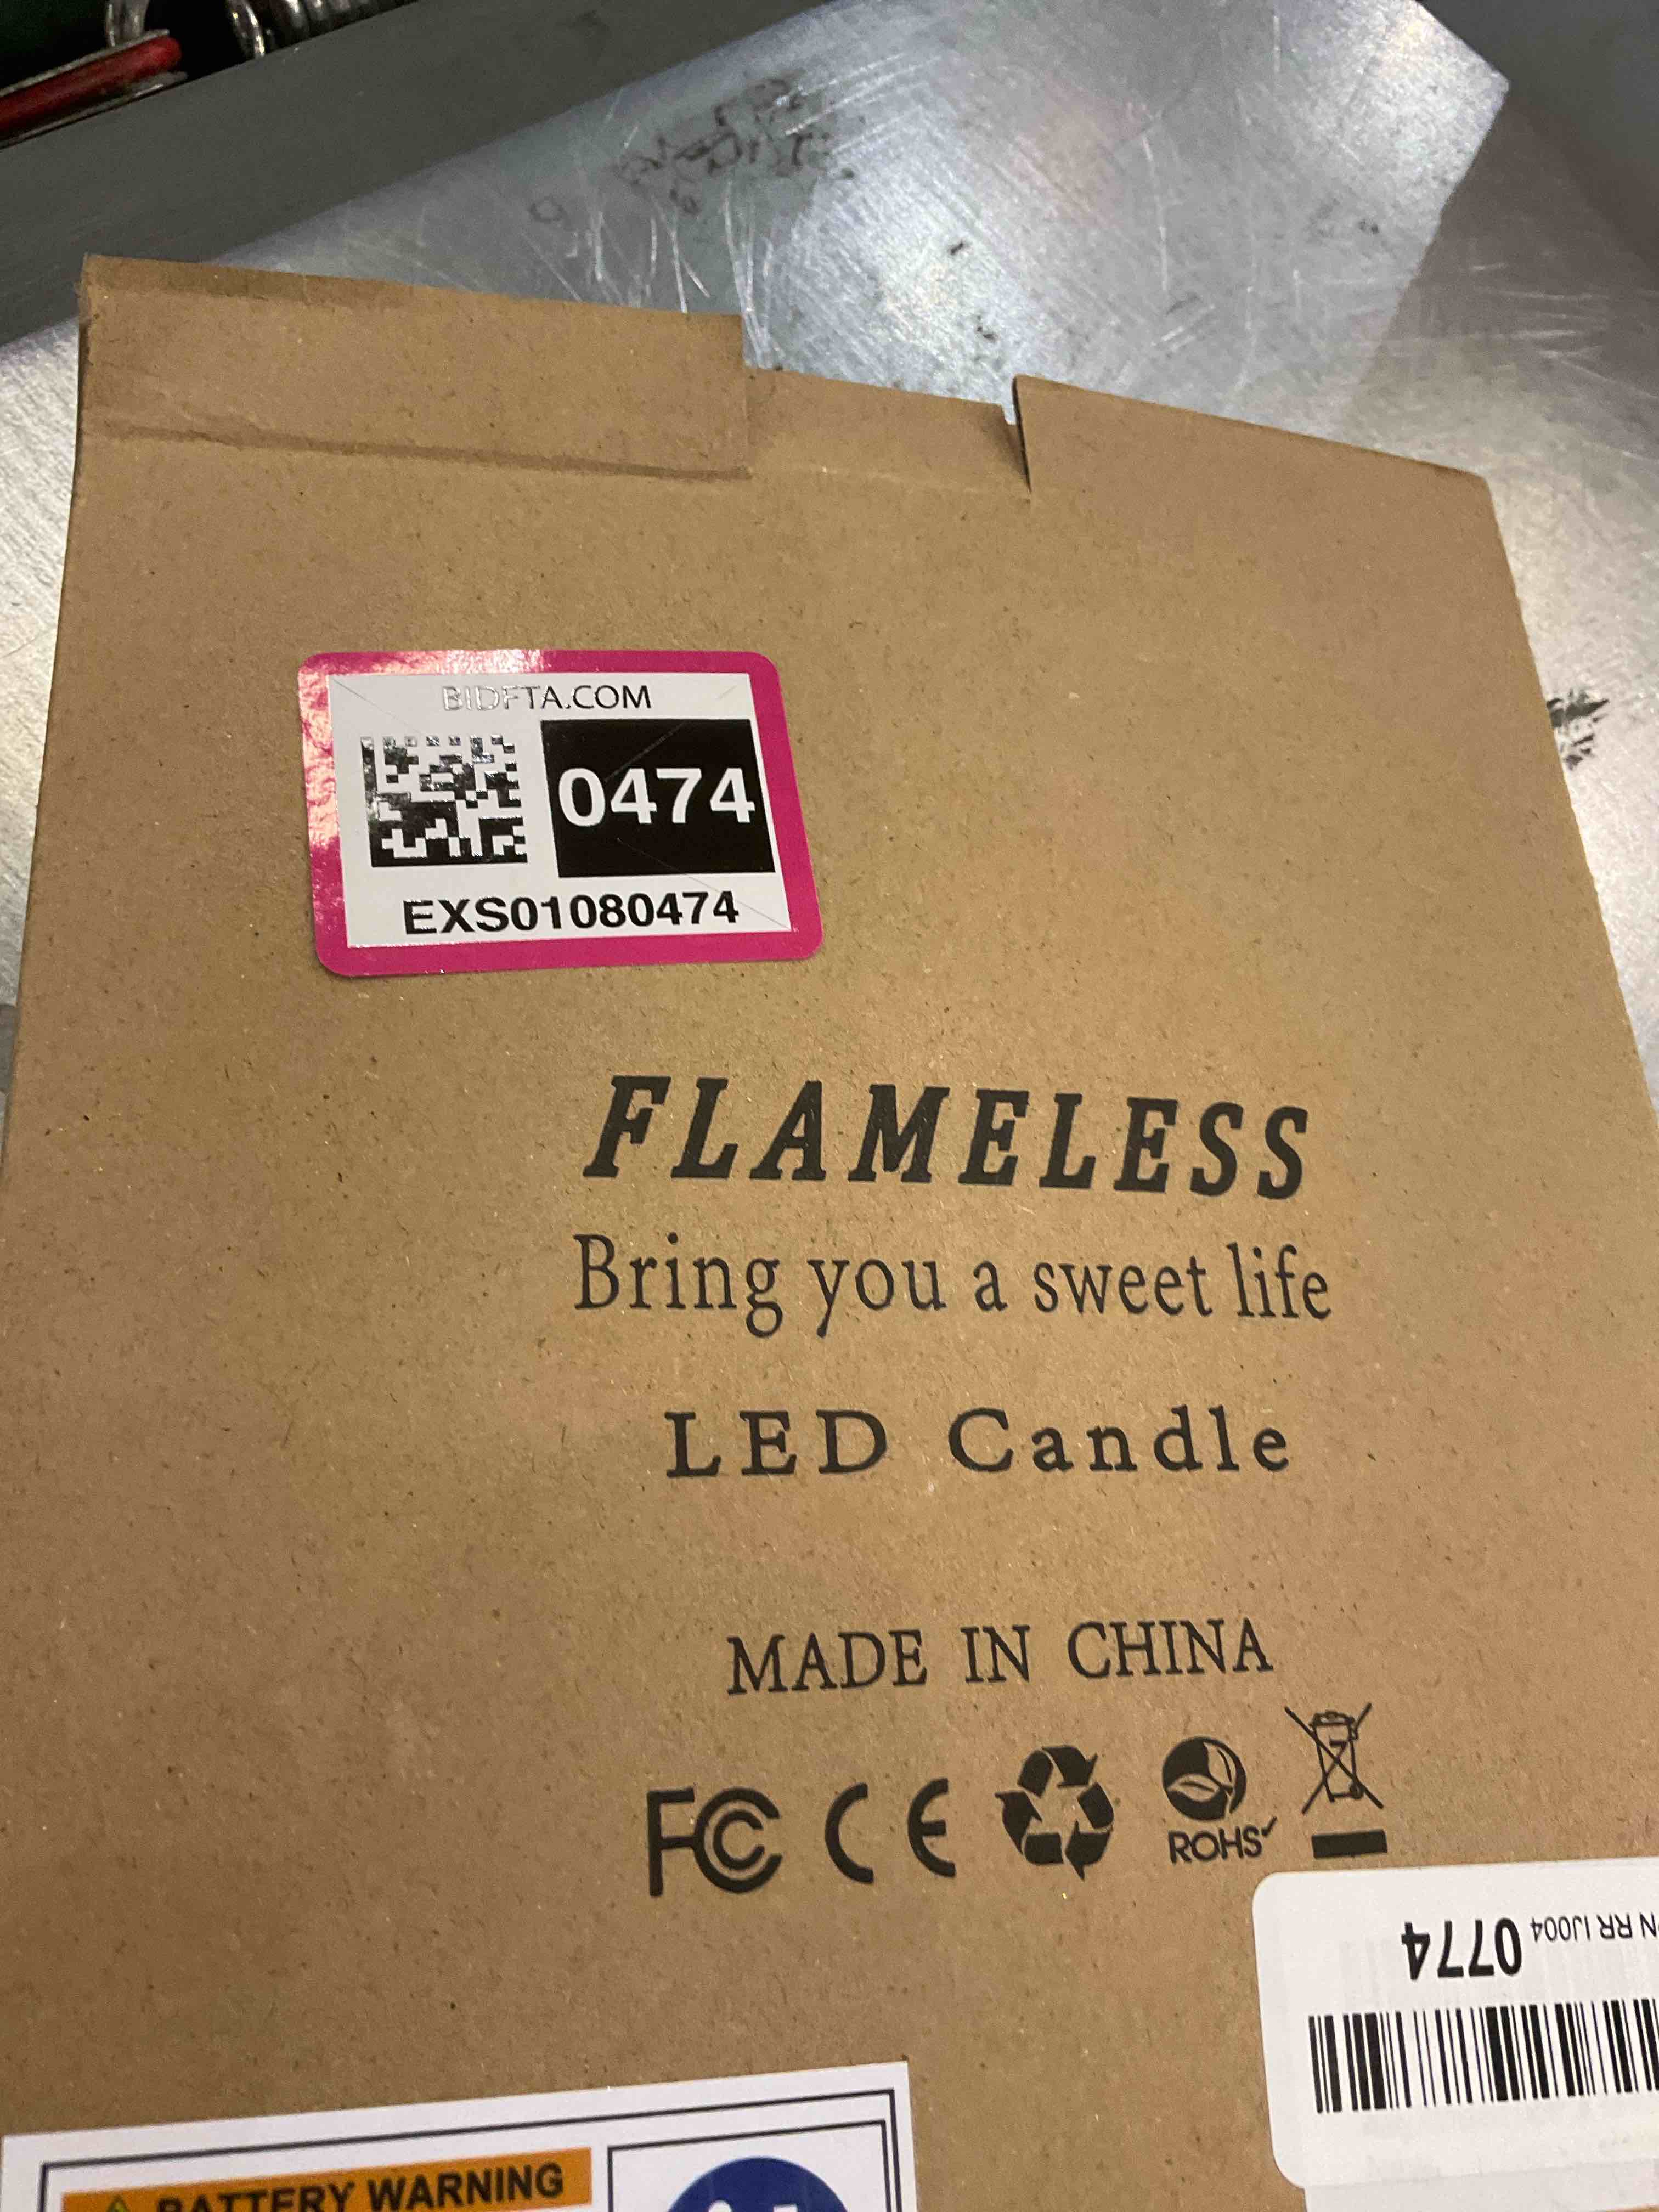 BIDFTA.COM
0474
EXS01080474
FLAMELESS
Bring you a sweet life
LED Candle
MADE IN CHINA
FC CE ROHS
0774 RR IJ004
BATTERY WARNING